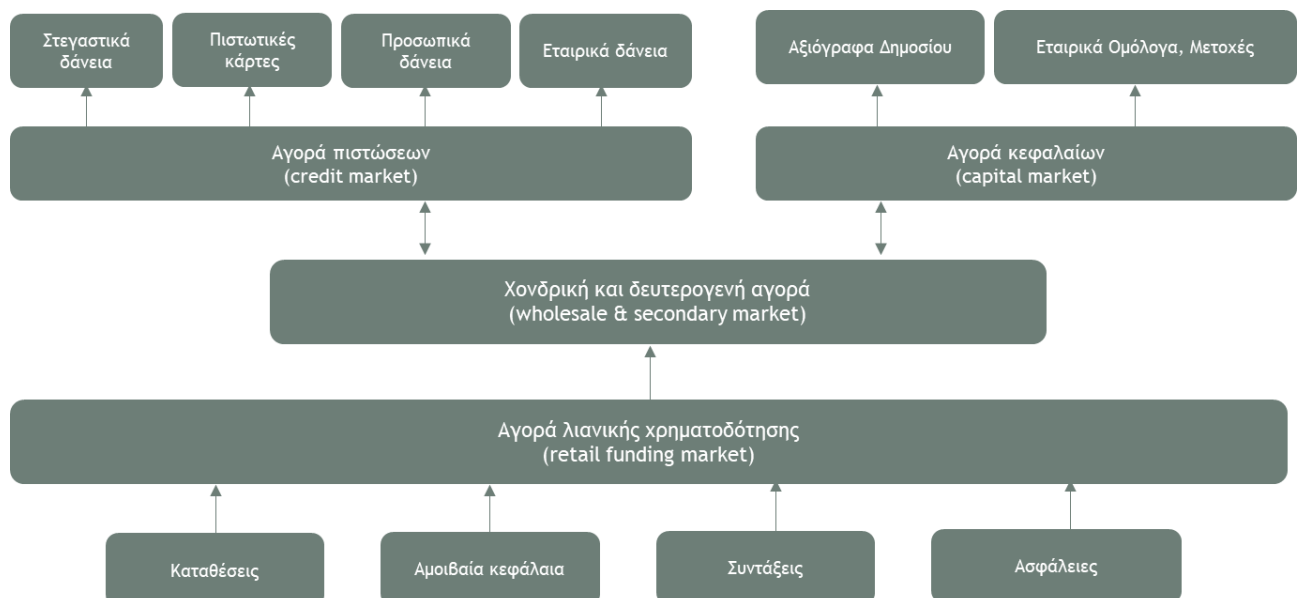 Στεγαστικά
δάνεια
Πιστωτικές
κάρτες
Προσωπικά
δάνεια
Εταιρικά δάνεια
Αξιόγραφα Δημοσίου
Εταιρικά Ομόλογα, Μετοχές
Αγορά πιστώσεων
(credit market)
Αγορά κεφαλαίων
(capital market)
Χονδρική και δευτερογενή αγορά
(wholesale & secondary market)
Αγορά λιανικής χρηματοδότησης
(retail funding market)
Καταθέσεις
Αμοιβαία κεφάλαια
Συντάξεις
Ασφάλειες